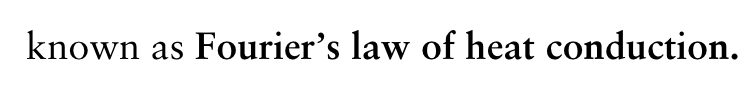 known as Fourier’s law of heat conduction.